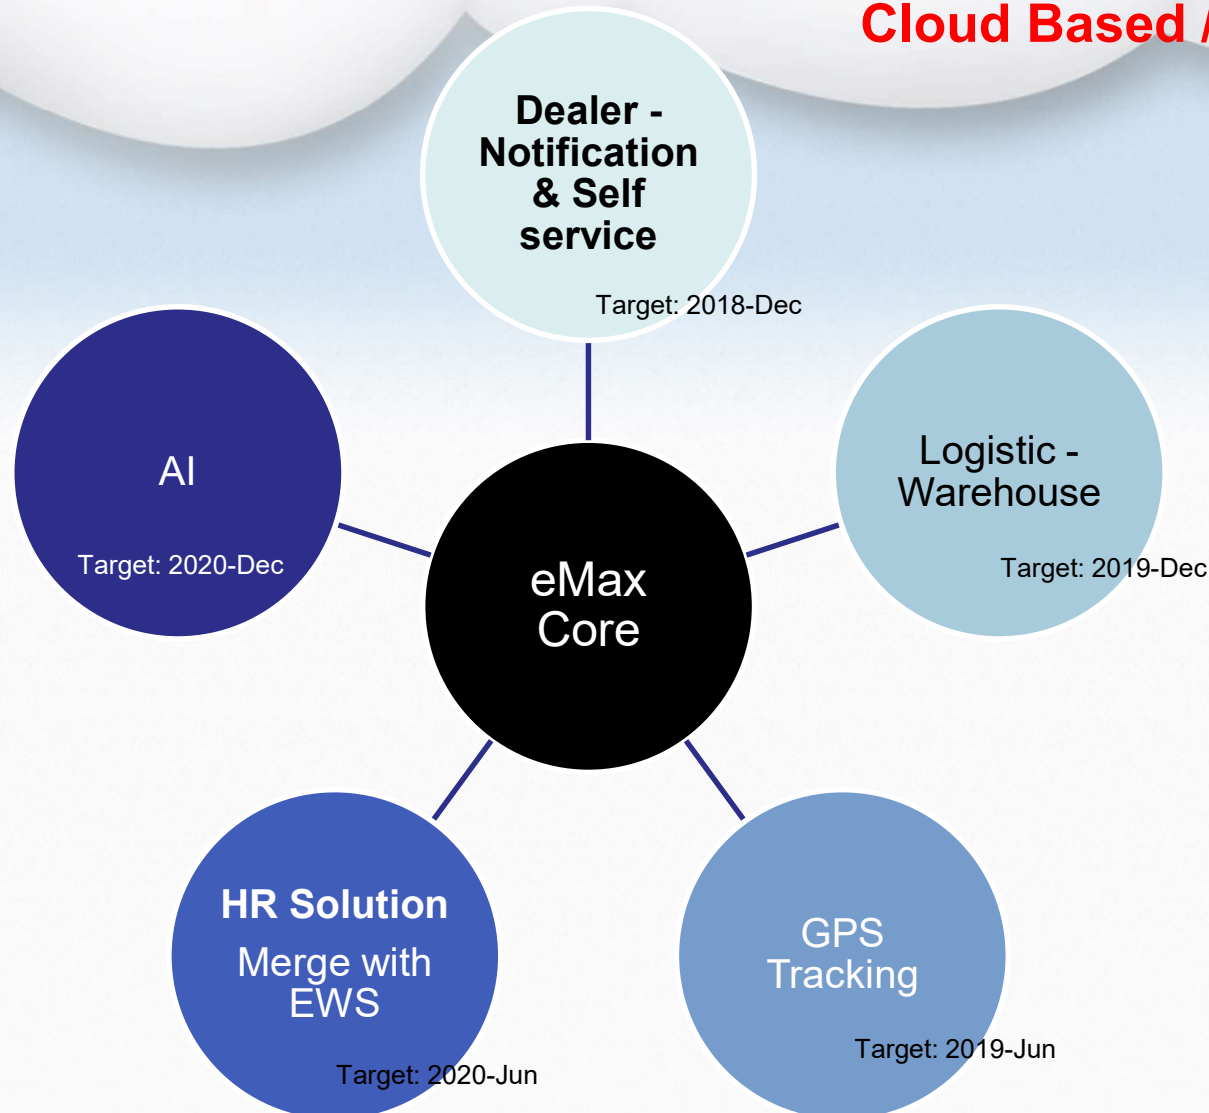 Cloud Based /
Dealer -
Notification
& Self
service
Target: 2018-Dec
AI
Target: 2020-Dec
Logistic -
Warehouse
Target: 2019-Dec
eMax
Core
HR Solution
Merge with
EWS
Target: 2020-Jun
GPS
Tracking
Target: 2019-Jun